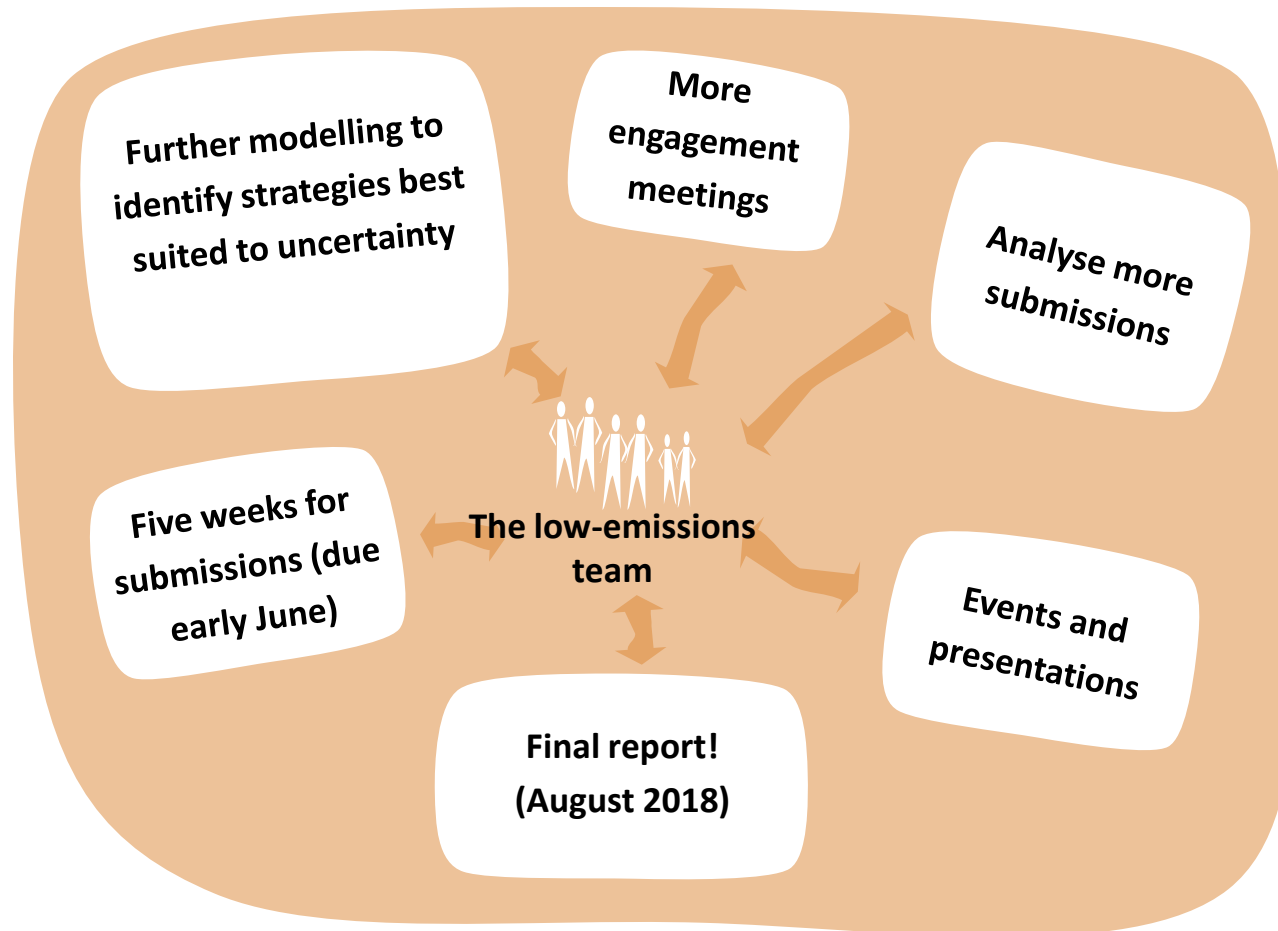 Further modelling to
identify strategies best
suited to uncertainty
More
engagement
meetings
Analyse more
submissions
Five weeks for
submissions (due
early June)
The low-emissions
team
Events and
presentations
Final report!
(August 2018)